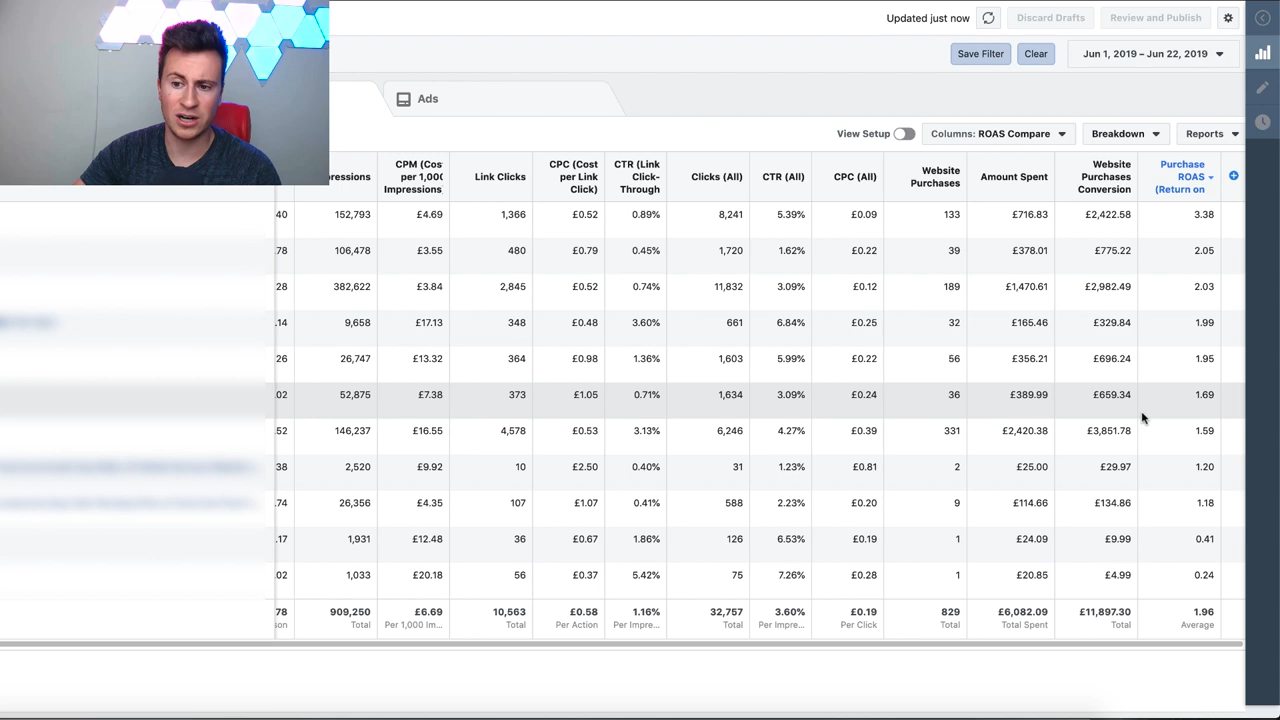 Updated just now
Discard Drafts
Review and Publish
Save Filter
Clear
Jun 1, 2019 – Jun 22, 2019
Ads
View Setup
Columns: ROAS Compare
Breakdown
Reports
ressions
CPM (Cost per 1,000 Impressions
Link Clicks
CPC (Cost per Link Click)
CTR (Link Click-Through
Clicks (All)
CTR (All)
CPC (All)
Website Purchases
Amount Spent
Website Purchases Conversion
Purchase ROAS (Return on
40 152,793 £4.69 1,366 £0.52 0.89% 8,241 5.39% £0.09 133 £716.83 £2,422.58 3.38
78 106,478 £3.55 480 £0.79 0.45% 1,720 1.62% £0.22 39 £378.01 £775.22 2.05
28 382,622 £3.84 2,845 £0.52 0.74% 11,832 3.09% £0.12 189 £1,470.61 £2,982.49 2.03
.14 9,658 £17.13 348 £0.48 3.60% 661 6.84% £0.25 32 £165.46 £329.84 1.99
26 26,747 £13.32 364 £0.98 1.36% 1,603 5.99% £0.22 56 £356.21 £696.24 1.95
02 52,875 £7.38 373 £1.05 0.71% 1,634 3.09% £0.24 36 £389.99 £659.34 1.69
52 146,237 £16.55 4,578 £0.53 3.13% 6,246 4.27% £0.39 331 £2,420.38 £3,851.78 1.59
38 2,520 £9.92 10 £2.50 0.40% 31 1.23% £0.81 2 £25.00 £29.97 1.20
.74 26,356 £4.35 107 £1.07 0.41% 588 2.23% £0.20 9 £114.66 £134.86 1.18
.17 1,931 £12.48 36 £0.67 1.86% 126 6.53% £0.19 1 £24.09 £9.99 0.41
02 1,033 £20.18 56 £0.37 5.42% 75 7.26% £0.28 1 £20.85 £4.99 0.24
78 909,250 £6.69 10,563 £0.58 1.16% 32,757 3.60% £0.19 829 £6,082.09 £11,897.30 1.96
son Total Per 1,000 Im... Total Per Action Per Impre... Total Per Impre... Per Click Total Total Spent Total Average